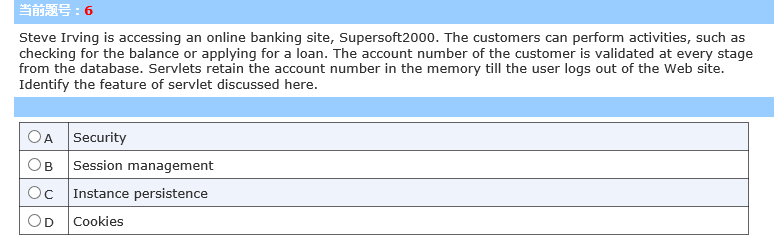 当前题号：6
Steve Irving is accessing an online banking site, Supersoft2000. The customers can perform activities, such as
checking for the balance or applying for a loan. The account number of the customer is validated at every stage
from the database. Servlets retain the account number in the memory till the user logs out of the Web site.
Identify the feature of servlet discussed here.
A Security
B Session management
C Instance persistence
D Cookies